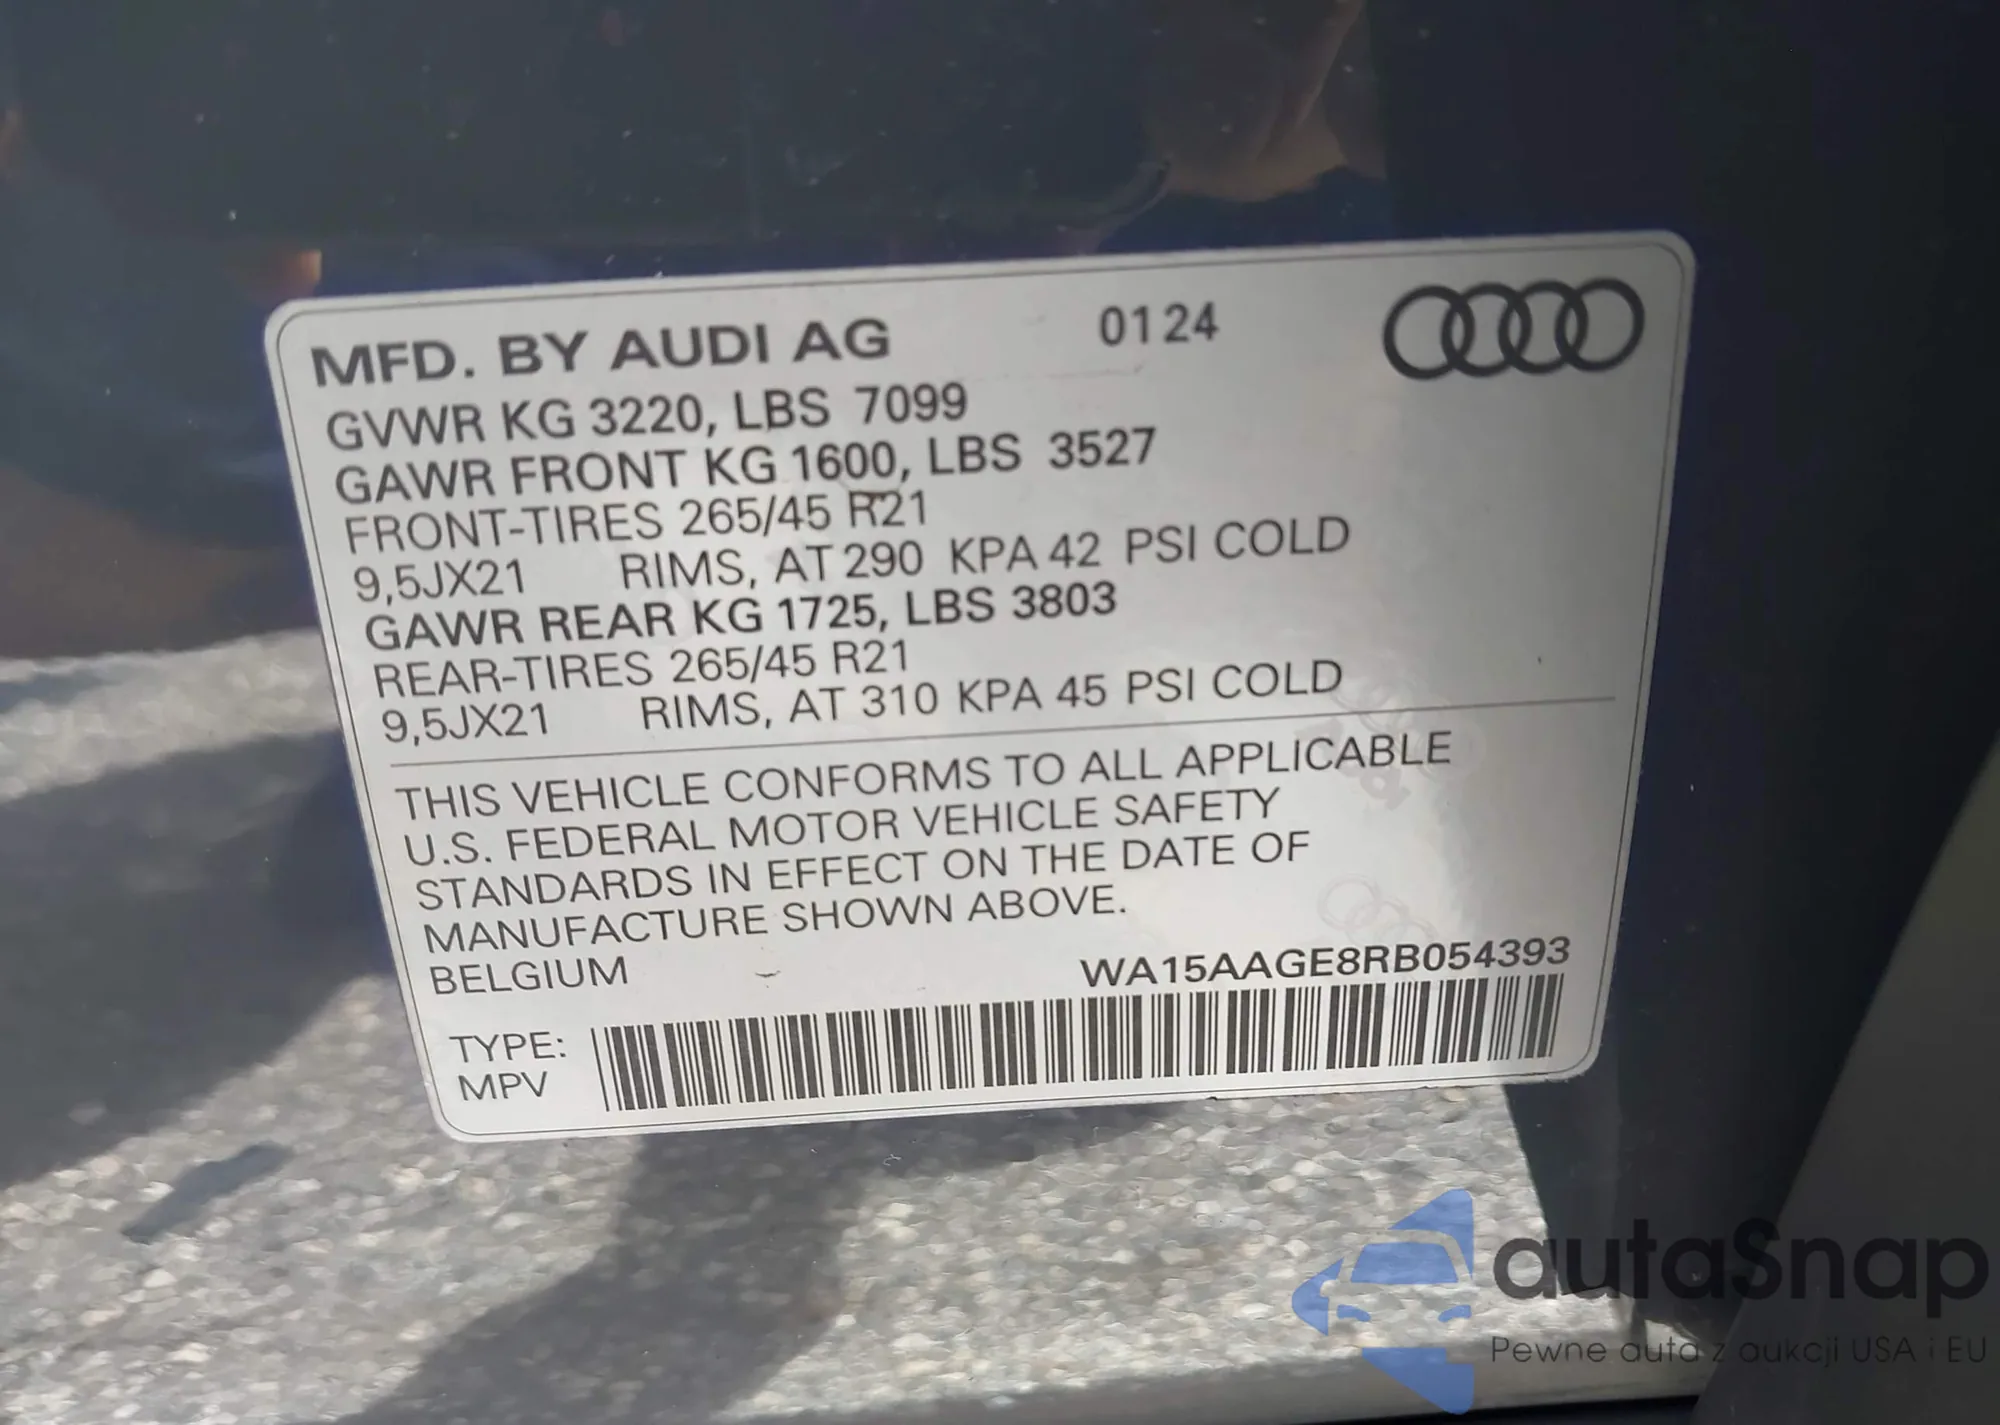 MFD. BY AUDI AG 0124
GVWR KG 3220, LBS 7099
GAWR FRONT KG 1600, LBS 3527
FRONT-TIRES 265/45 R21
9,5JX21 RIMS, AT 290 KPA 42 PSI COLD
GAWR REAR KG 1725, LBS 3803
REAR-TIRES 265/45 R21
9,5JX21 RIMS, AT 310 KPA 45 PSI COLD
THIS VEHICLE CONFORMS TO ALL APPLICABLE
U.S. FEDERAL MOTOR VEHICLE SAFETY
STANDARDS IN EFFECT ON THE DATE OF
MANUFACTURE SHOWN ABOVE.
BELGIUM WA15AAGE8RB054393
TYPE:
MPV
autaSnap
Pewne auta z aukcji USA i EU